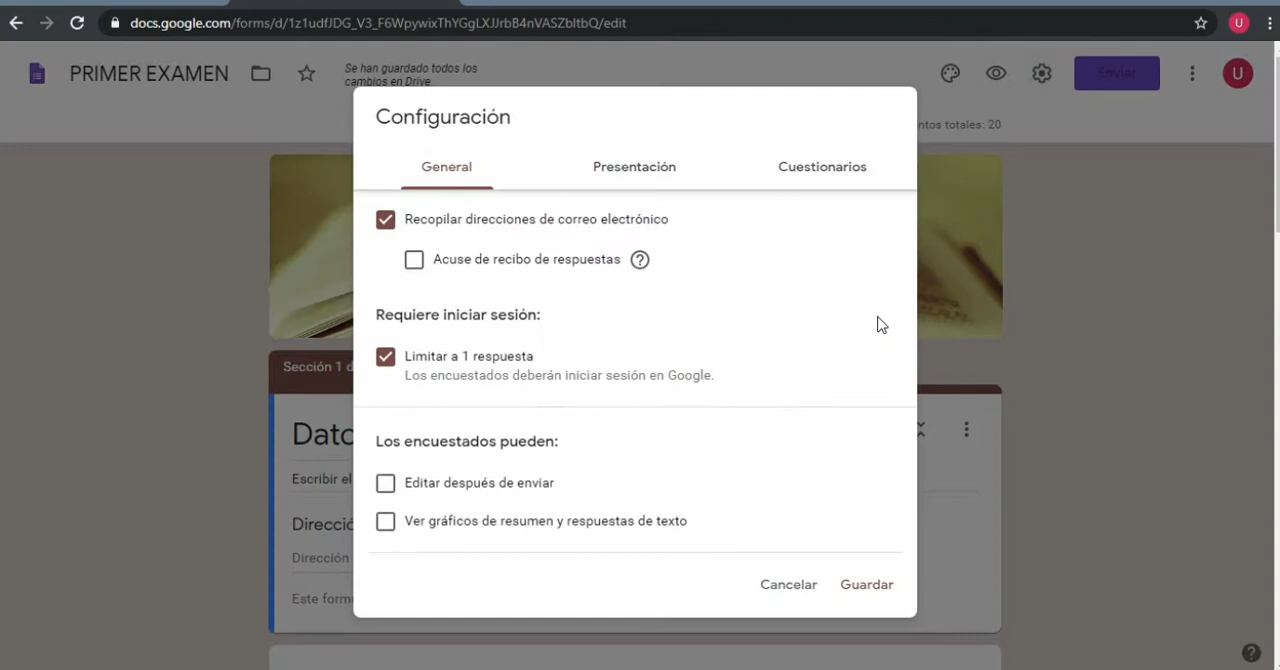 docs.google.com/forms/d/1z1udfJDG_V3_F6WpywixThYGgLXJJrbB4nVASZbltbQ/edit
U
PRIMER EXAMEN
Se han guardado todos los
cambios en Drive
Enviar
U
ntos totales: 20
Configuración
General
Presentación
Cuestionarios
Recopilar direcciones de correo electrónico
Acuse de recibo de respuestas
Requiere iniciar sesión:
Limitar a 1 respuesta
Los encuestados deberán iniciar sesión en Google.
Los encuestados pueden:
Editar después de enviar
Ver gráficos de resumen y respuestas de texto
Cancelar
Guardar
Sección 1 d
Dato
Escribir el
Direcció
Dirección
Este form